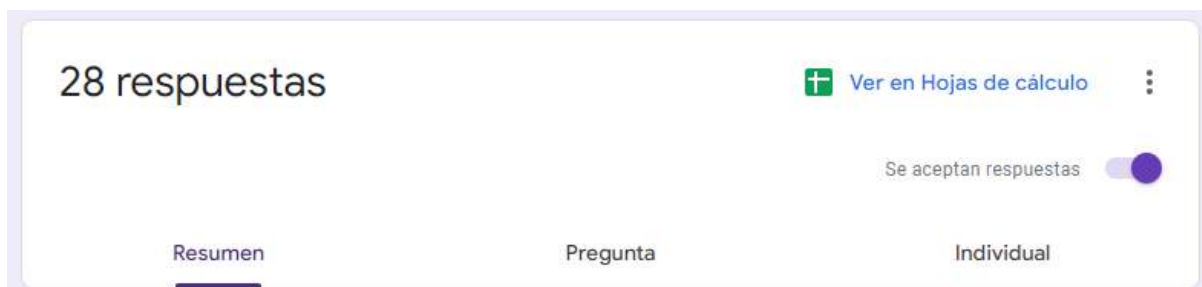 28 respuestas
Ver en Hojas de cálculo
Se aceptan respuestas
Resumen Pregunta Individual